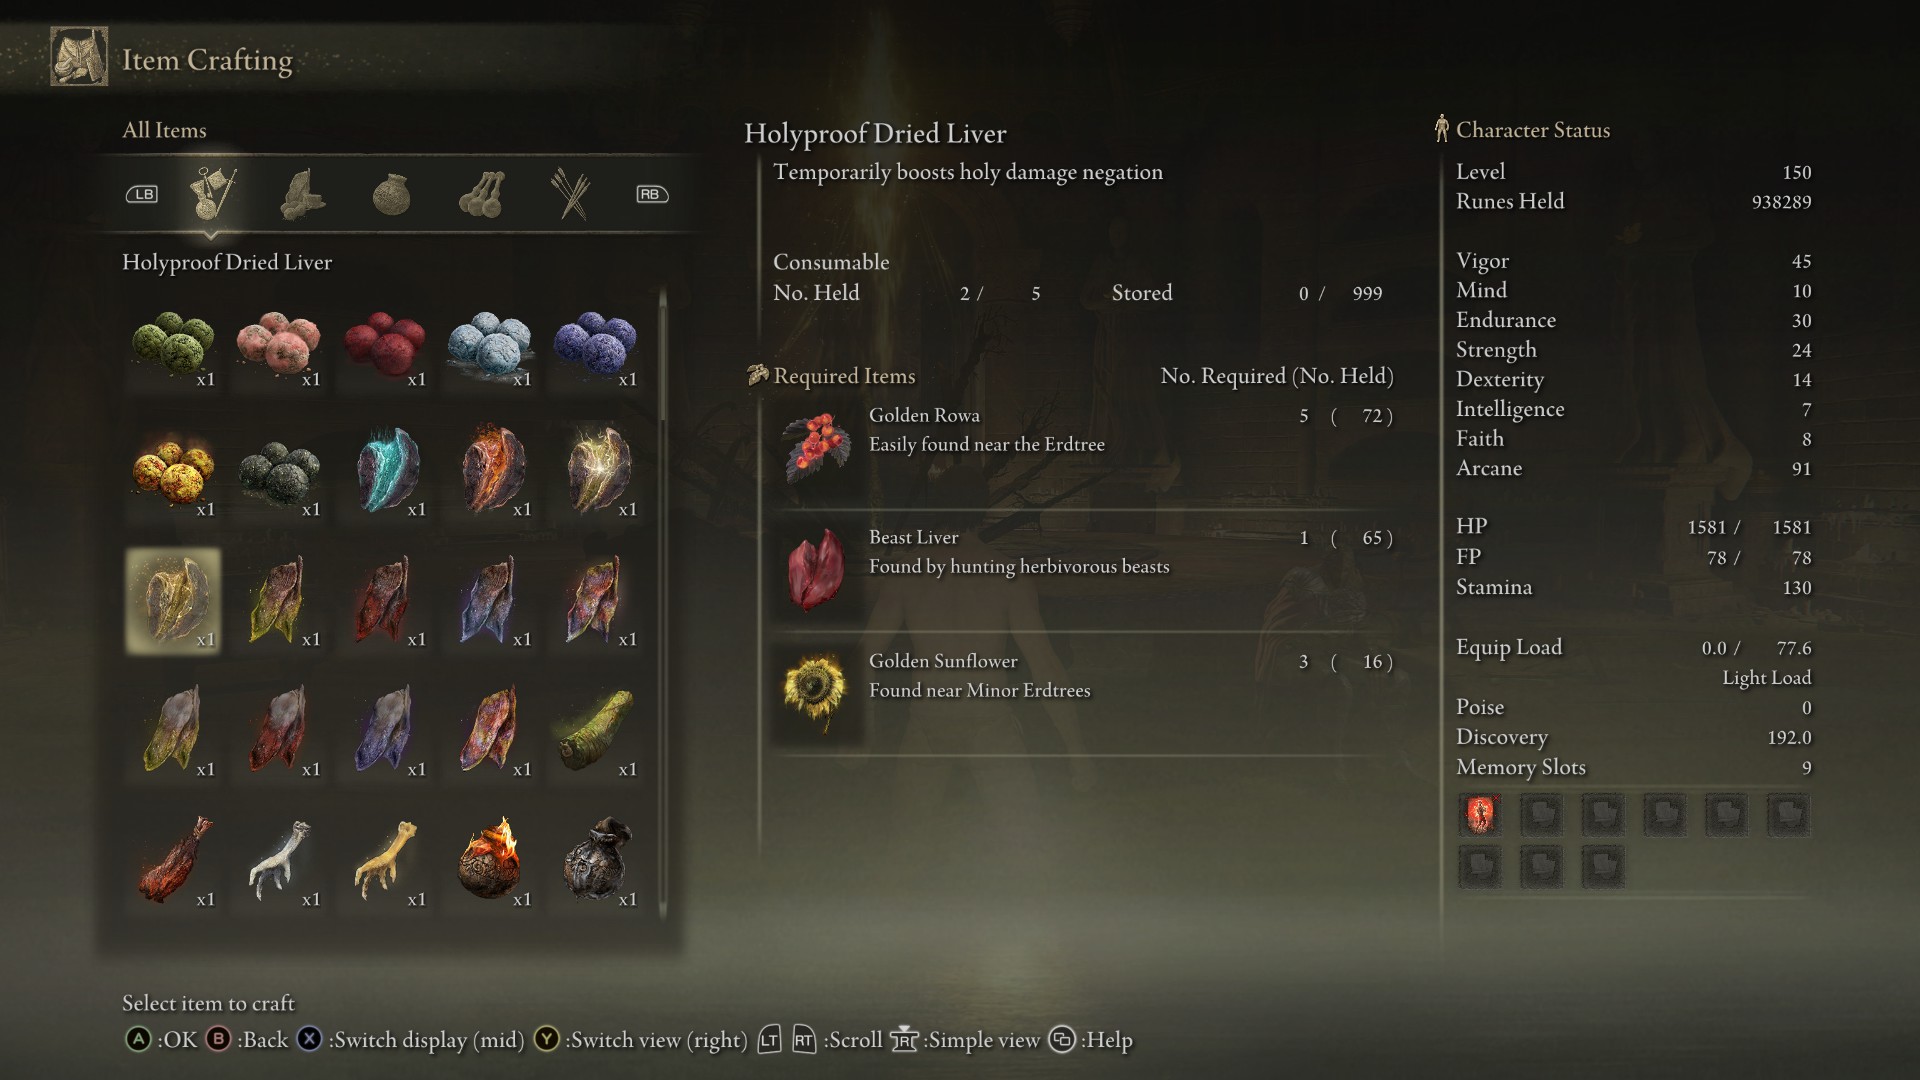 Item Crafting
All Items
LB
RB
Holyproof Dried Liver
x1 x1 x1 x1 x1
x1 x1 x1 x1 x1
x1 x1 x1 x1 x1
x1 x1 x1 x1 x1
x1 x1 x1 x1 x1
Holyproof Dried Liver
Temporarily boosts holy damage negation
Consumable
No. Held 2 / 5 Stored 0 / 999
Required Items No. Required (No. Held)
Golden Rowa 5 ( 72 )
Easily found near the Erdtree
Beast Liver 1 ( 65 )
Found by hunting herbivorous beasts
Golden Sunflower 3 ( 16 )
Found near Minor Erdtrees
Character Status
Level 150
Runes Held 938289
Vigor 45
Mind 10
Endurance 30
Strength 24
Dexterity 14
Intelligence 7
Faith 8
Arcane 91
HP 1581 / 1581
FP 78 / 78
Stamina 130
Equip Load 0.0 / 77.6
Light Load
Poise 0
Discovery 192.0
Memory Slots 9
Select item to craft
A :OK B :Back X :Switch display (mid) Y :Switch view (right) LT RT :Scroll R :Simple view :Help